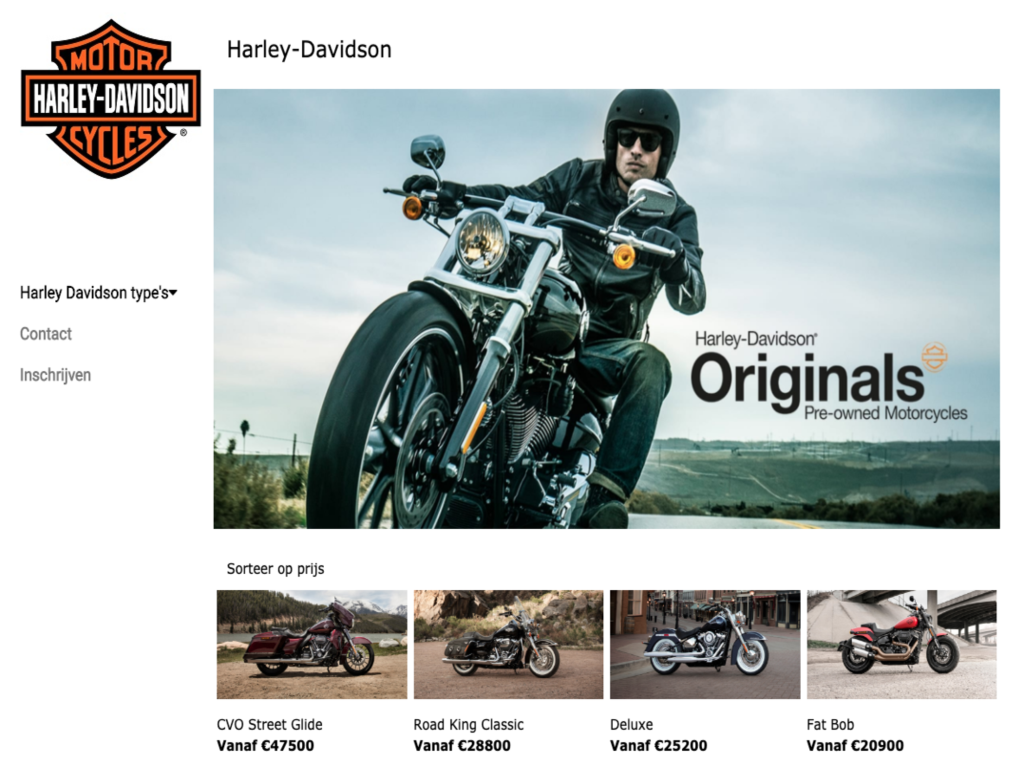 MOTOR
HARLEY-DAVIDSON
CYCLES
®
Harley-Davidson
Harley Davidson type's
Contact
Inschrijven
Harley-Davidson®
Originals
Pre-owned Motorcycles
Sorteer op prijs
CVO Street Glide
Vanaf €47500
Road King Classic
Vanaf €28800
Deluxe
Vanaf €25200
Fat Bob
Vanaf €20900